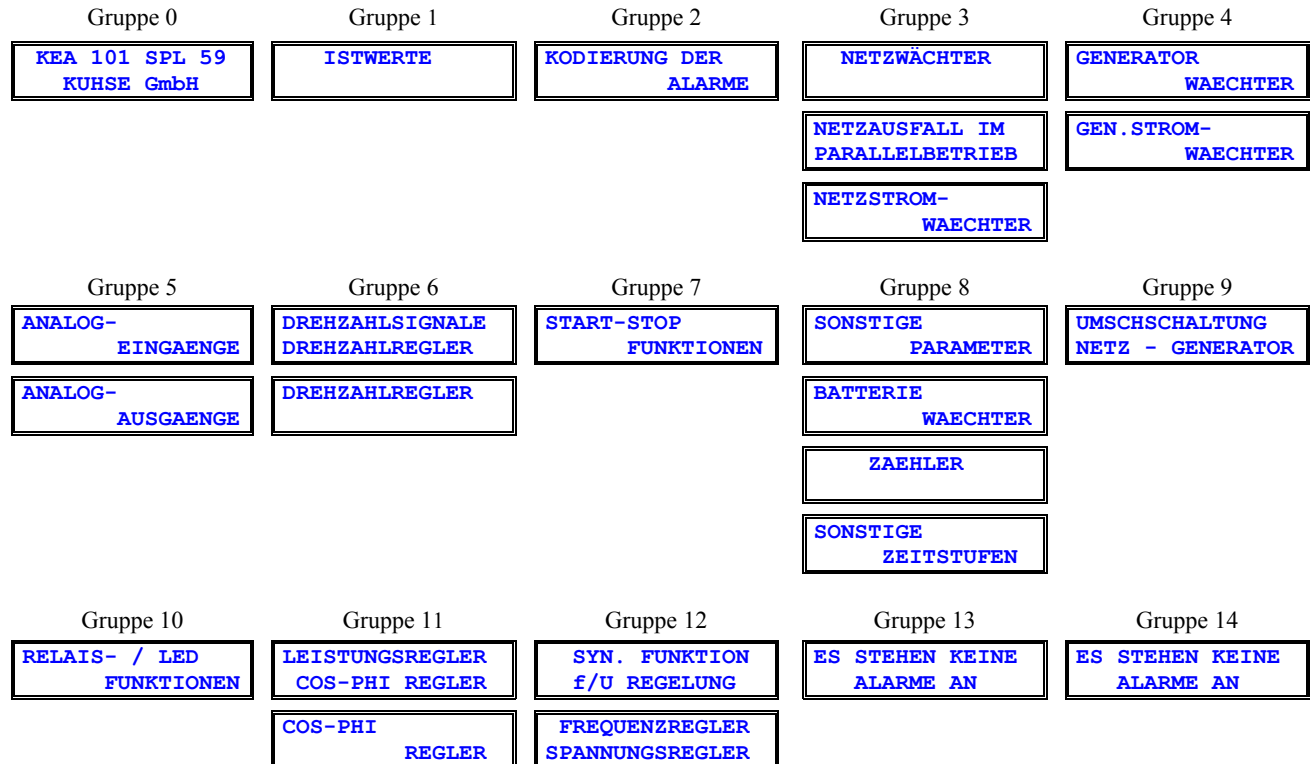 Gruppe 0
Gruppe 1
Gruppe 2
Gruppe 3
Gruppe 4
KEA 101 SPL 59
KUHSE GmbH
ISTWERTE
KODIERUNG DER
ALARME
NETZWÄCHTER
GENERATOR
WAECHTER
NETZAUSFALL IM
PARALLELBETRIEB
GEN.STROM-
WAECHTER
NETZSTROM-
WAECHTER
Gruppe 5
Gruppe 6
Gruppe 7
Gruppe 8
Gruppe 9
ANALOG-
EINGAENGE
DREHZAHLSIGNALE
DREHZAHLREGLER
START-STOP
FUNKTIONEN
SONSTIGE
PARAMETER
UMSCHSCHALTUNG
NETZ - GENERATOR
ANALOG-
AUSGAENGE
DREHZAHLREGLER
BATTERIE
WAECHTER
ZAEHLER
SONSTIGE
ZEITSTUFEN
Gruppe 10
Gruppe 11
Gruppe 12
Gruppe 13
Gruppe 14
RELAIS- / LED
FUNKTIONEN
LEISTUNGSREGLER
COS-PHI REGLER
SYN. FUNKTION
f/U REGELUNG
ES STEHEN KEINE
ALARME AN
ES STEHEN KEINE
ALARME AN
COS-PHI
REGLER
FREQUENZREGLER
SPANNUNGSREGLER